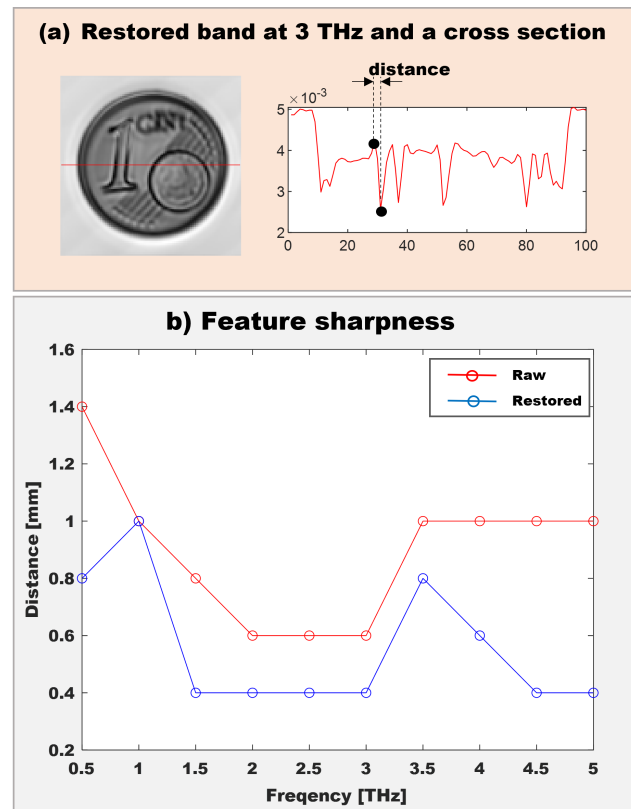 (a) Restored band at 3 THz and a cross section
distance
× 10⁻³
5
4
3
2
0 20 40 60 80 100
1 CENT
b) Feature sharpness
1.6
1.4
1.2
1
0.8
0.6
0.4
0.2
Raw
Restored
Distance [mm]
0.5 1 1.5 2 2.5 3 3.5 4 4.5 5
Freqency [THz]